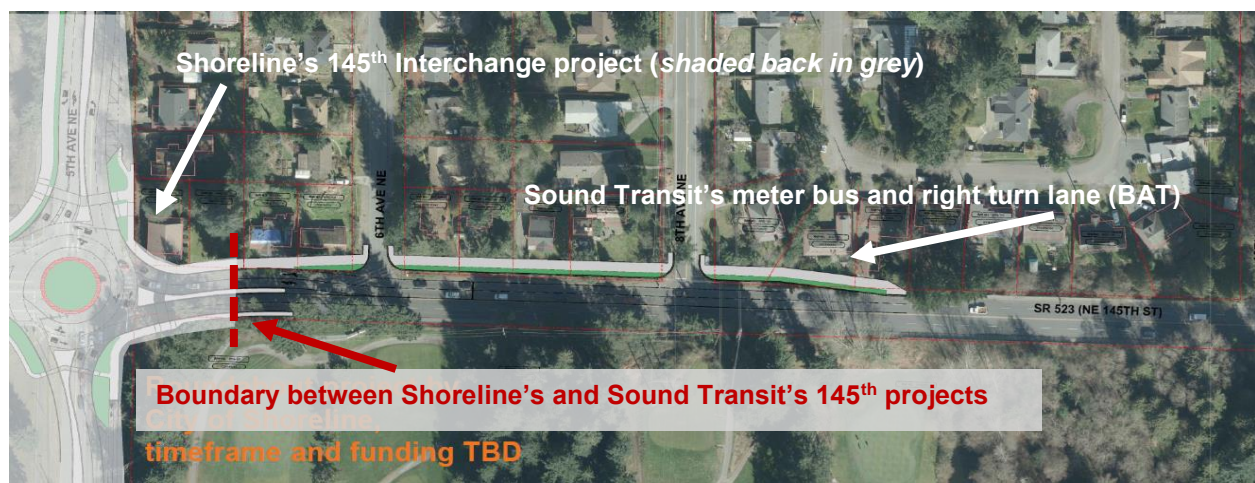 Shoreline's 145th Interchange project (shaded back in grey)
5TH AVE NE
6TH AVE NE
8TH AVE NE
Sound Transit's meter bus and right turn lane (BAT)
SR 523 (NE 145TH ST)
Boundary between Shoreline's and Sound Transit's 145th projects
City of Shoreline,
timeframe and funding TBD